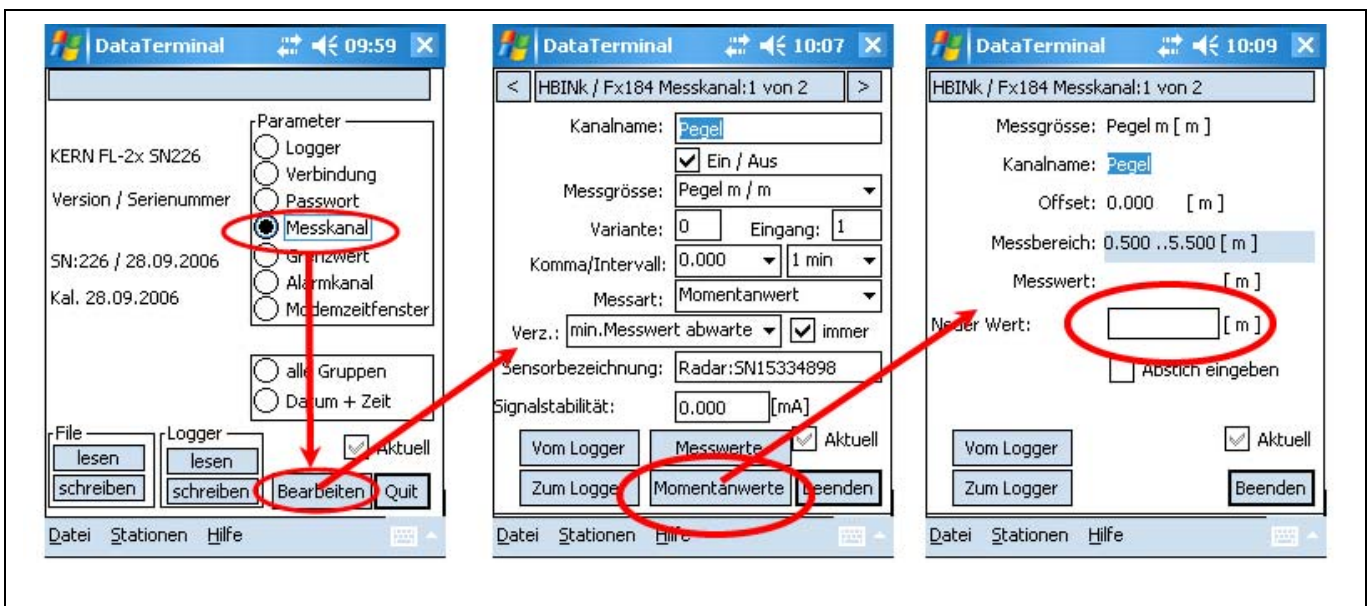 DataTerminal 09:59
Parameter
Logger
Verbindung
Passwort
Messkanal
Grenzwert
Alarmkanal
Modemzeitfenster
KERN FL-2x SN226
Version / Serienummer
SN:226 / 28.09.2006
Kal. 28.09.2006
alle Gruppen
Datum + Zeit
File
lesen
schreiben
Logger
lesen
schreiben
Aktuell
Bearbeiten
Quit
Datei Stationen Hilfe
DataTerminal 10:07
< HBINk / Fx184 Messkanal:1 von 2 >
Kanalname: Pegel
Ein / Aus
Messgrösse: Pegel m / m
Variante: 0 Eingang: 1
Komma/Intervall: 0.000 1 min
Messart: Momentanwert
Verz.: min.Messwert abwarte immer
Sensorbezeichnung: Radar:SN15334898
Signalstabilität: 0.000 [mA]
Vom Logger Messwerte Aktuell
Zum Logger Momentanwerte Beenden
Datei Stationen Hilfe
DataTerminal 10:09
HBINk / Fx184 Messkanal:1 von 2
Messgrösse: Pegel m [ m ]
Kanalname: Pegel
Offset: 0.000 [ m ]
Messbereich: 0.500 ..5.500 [ m ]
Messwert: [ m ]
Neuer Wert: [ m ]
Abstich eingeben
Vom Logger Aktuell
Zum Logger Beenden
Datei Stationen Hilfe